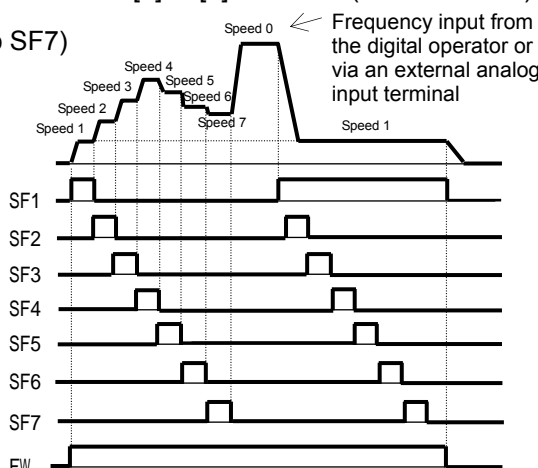 o SF7)
Speed 0
Frequency input from
the digital operator or
via an external analog
input terminal
Speed 4
Speed 3
Speed 5
Speed 2
Speed 6
Speed 1
Speed 7
Speed 1
SF1
SF2
SF3
SF4
SF5
SF6
SF7
FW